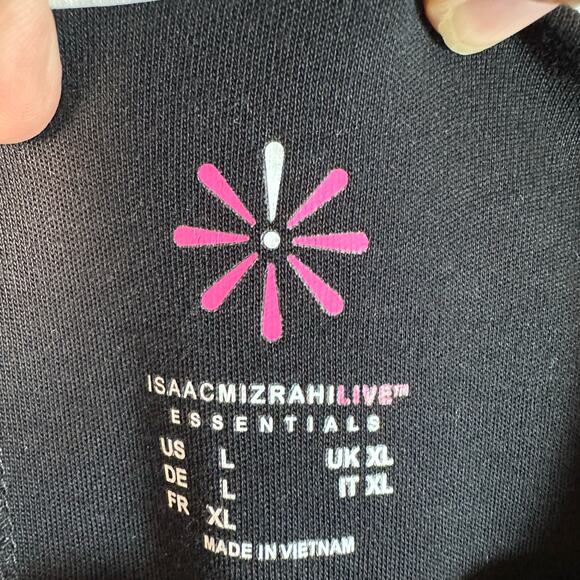 ISAACMIZRAHILIVE™
ESSENTIALS
US L UK XL
DE L IT XL
FR XL
MADE IN VIETNAM